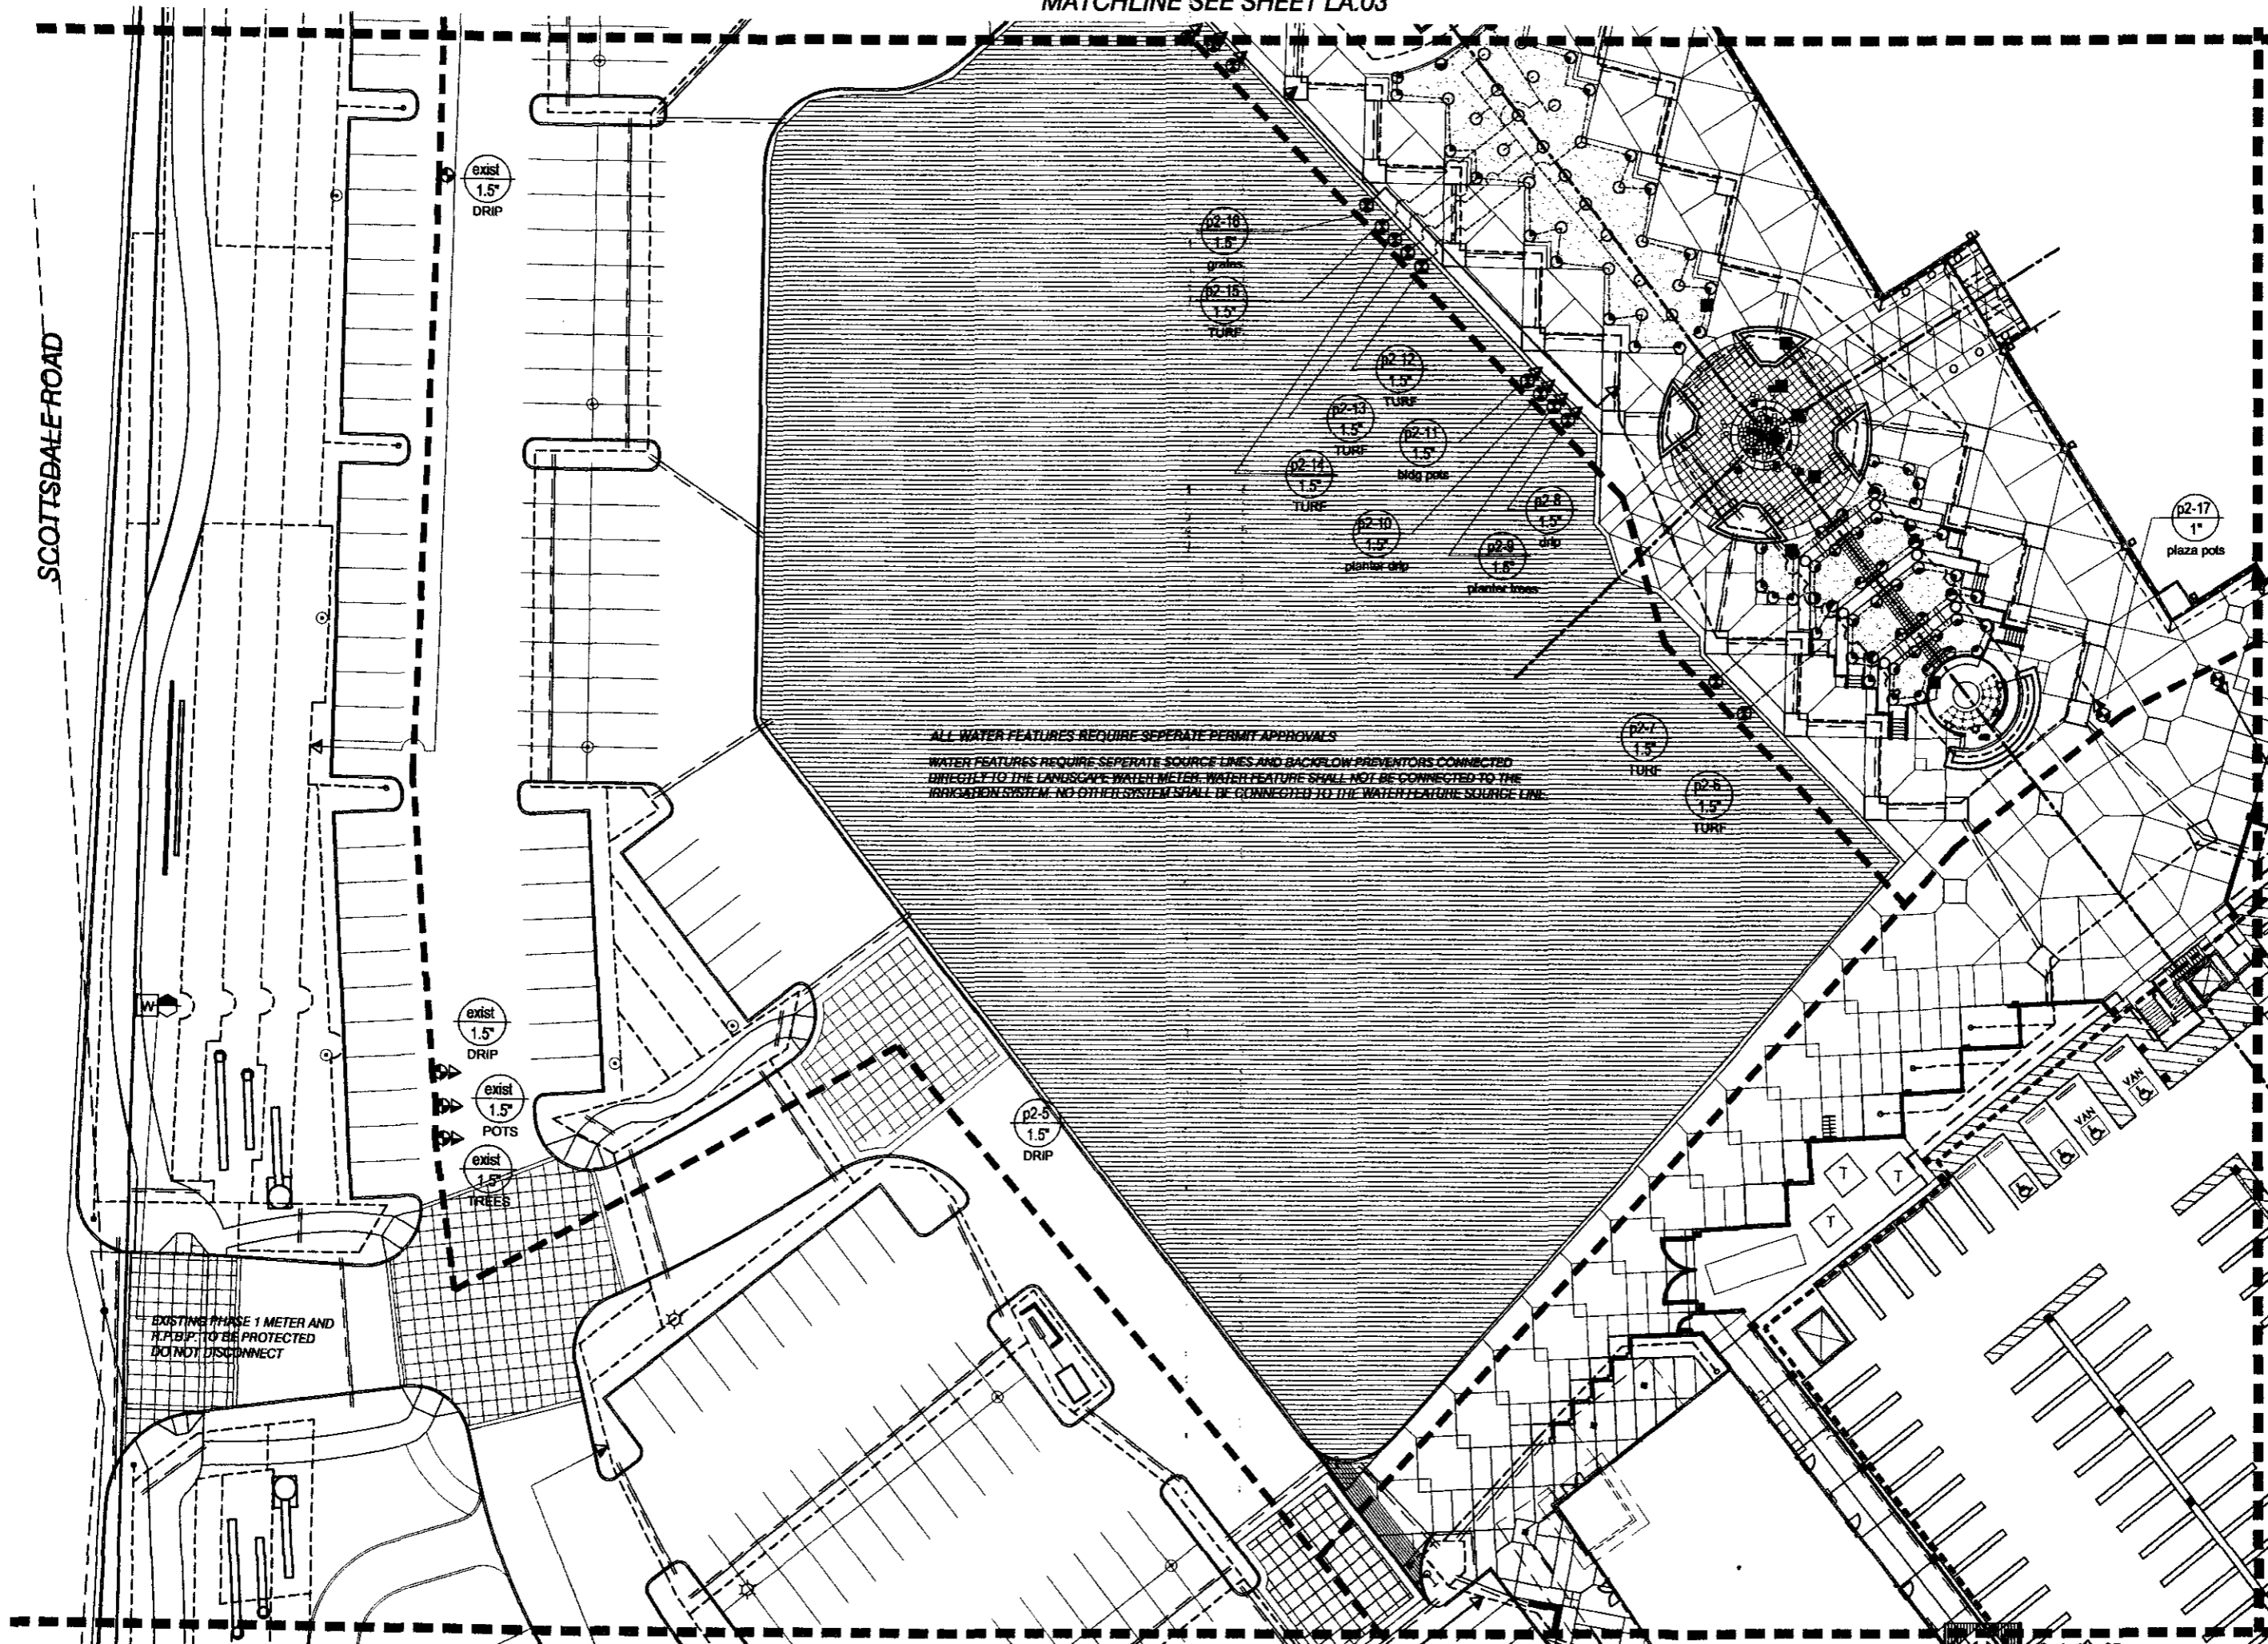 MATCHLINE SEE SHEET LA.03
SCOTTSDALE ROAD
exist
1.5"
DRIP
p2-16
1.5"
grates
p2-15
1.5"
TURF
p2-12
1.5"
TURF
p2-13
1.5"
TURF
p2-11
1.5"
bldg pots
p2-14
1.5"
TURF
p2-8
1.5"
drip
p2-10
1.5"
planter drip
p2-9
1.5"
planter trees
p2-17
1"
plaza pots
ALL WATER FEATURES REQUIRE SEPERATE PERMIT APPROVALS
WATER FEATURES REQUIRE SEPERATE SOURCE LINES AND BACKFLOW PREVENTORS CONNECTED
DIRECTLY TO THE LANDSCAPE WATER METER. WATER FEATURE SHALL NOT BE CONNECTED TO THE
IRRIGATION SYSTEM. NO OTHER SYSTEM SHALL BE CONNECTED TO THE WATER FEATURE SOURCE LINE.
p2-7
1.5"
TURF
p2-6
1.5"
TURF
W
exist
1.5"
DRIP
exist
1.5"
POTS
exist
1.5"
TREES
p2-5
1.5"
DRIP
VAN
VAN
T
T
T
EXISTING PHASE 1 METER AND
R.P.B.P. TO BE PROTECTED
DO NOT DISCONNECT